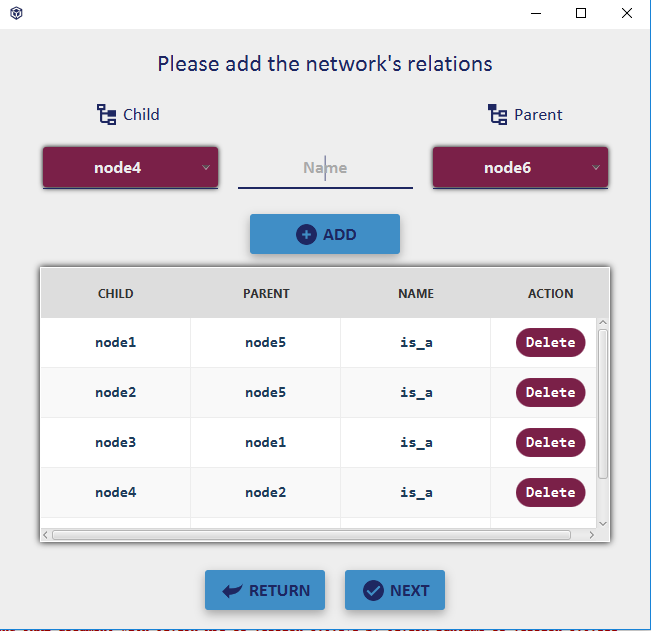 Please add the network's relations
Child
Parent
node4
Name
node6
ADD
CHILD PARENT NAME ACTION
node1 node5 is_a Delete
node2 node5 is_a Delete
node3 node1 is_a Delete
node4 node2 is_a Delete
RETURN
NEXT